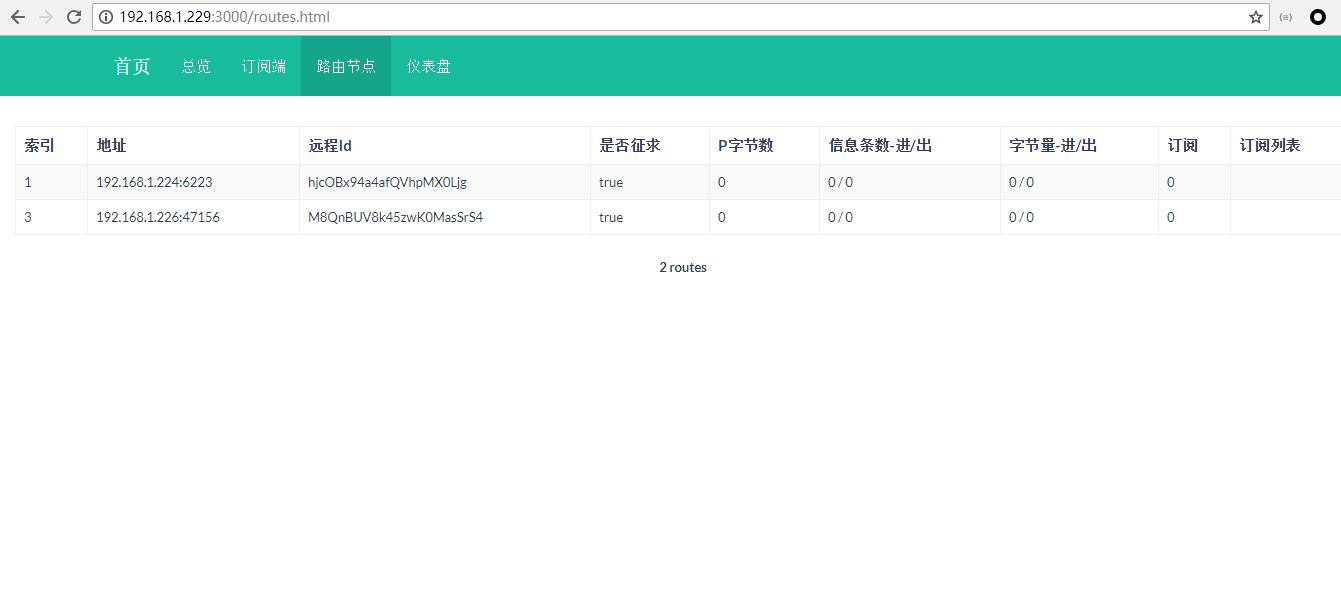 192.168.1.229:3000/routes.html
首页 总览 订阅端 路由节点 仪表盘
索引 地址 远程Id 是否征求 P字节数 信息条数-进/出 字节量-进/出 订阅 订阅列表
1 192.168.1.224:6223 hjcOBx94a4afQVhpMX0Ljg true 0 0 / 0 0 / 0 0
3 192.168.1.226:47156 M8QnBUV8k45zwK0MasSrS4 true 0 0 / 0 0 / 0 0
2 routes